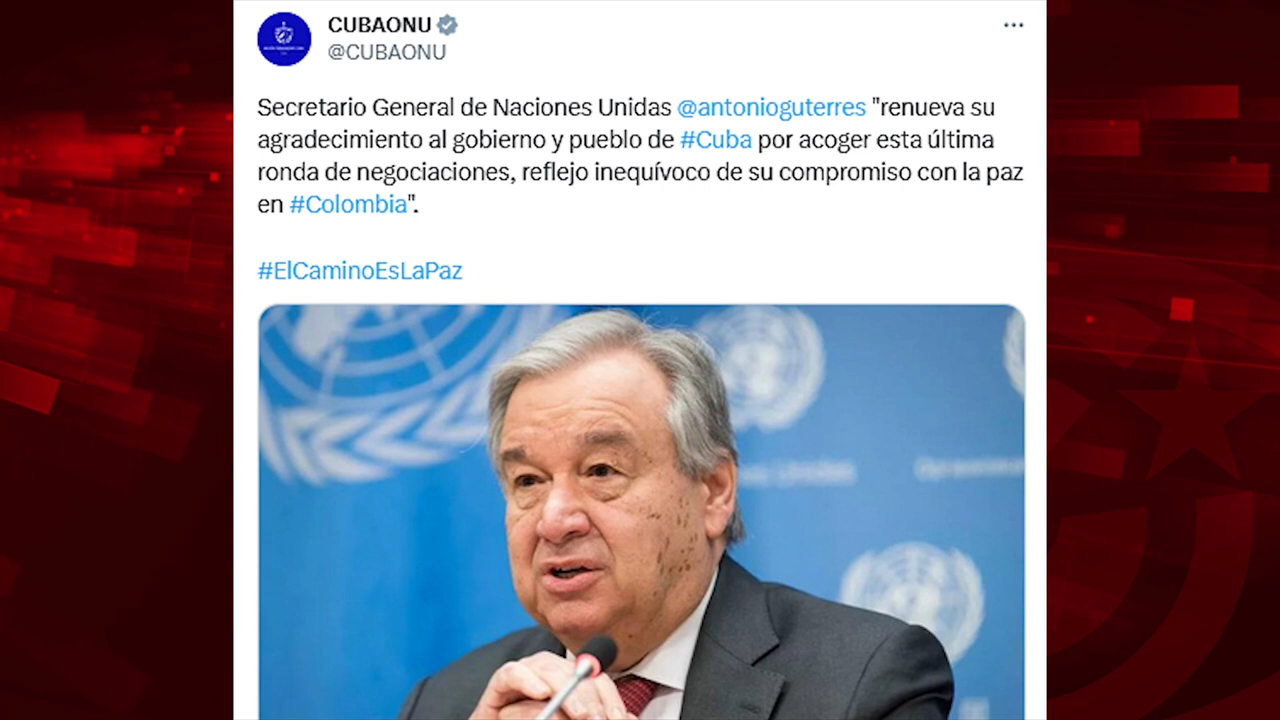 CUBAONU
@CUBAONU
Secretario General de Naciones Unidas @antonioguterres "renueva su
agradecimiento al gobierno y pueblo de #Cuba por acoger esta última
ronda de negociaciones, reflejo inequívoco de su compromiso con la paz
en #Colombia".
#ElCaminoEsLaPaz